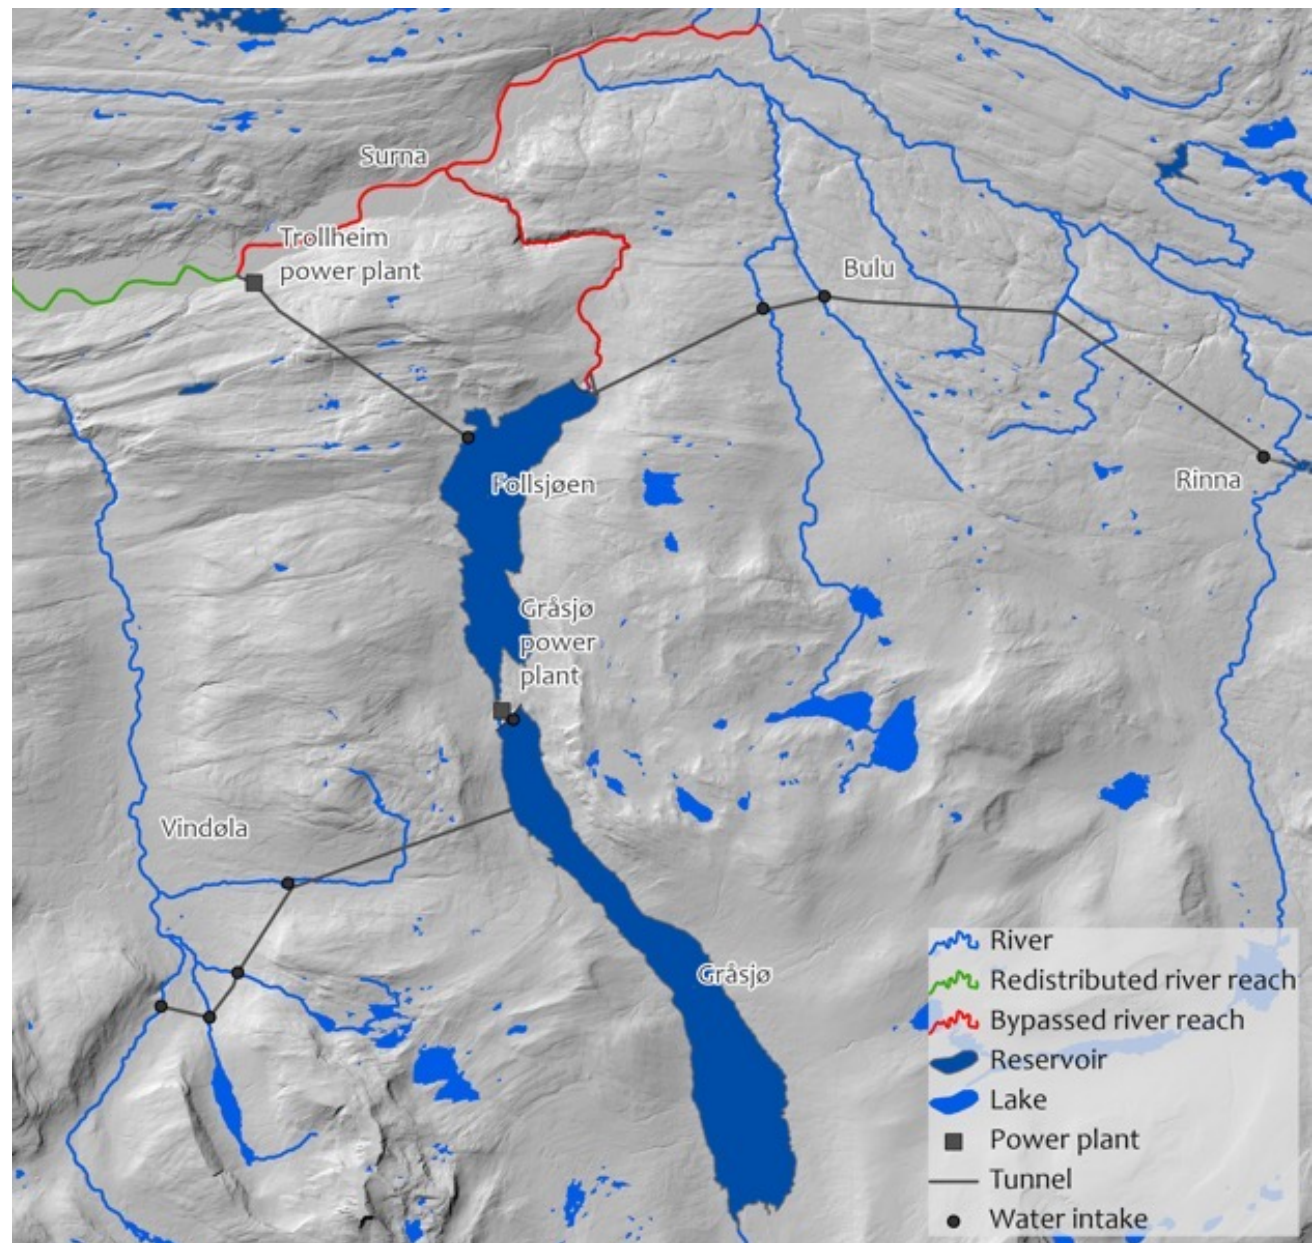 Surna
Trollheim
power plant
Bulu
Rinna
Follsjøen
Gråsjø
power
plant
Vindøla
Gråsjø
River
Redistributed river reach
Bypassed river reach
Reservoir
Lake
Power plant
Tunnel
Water intake